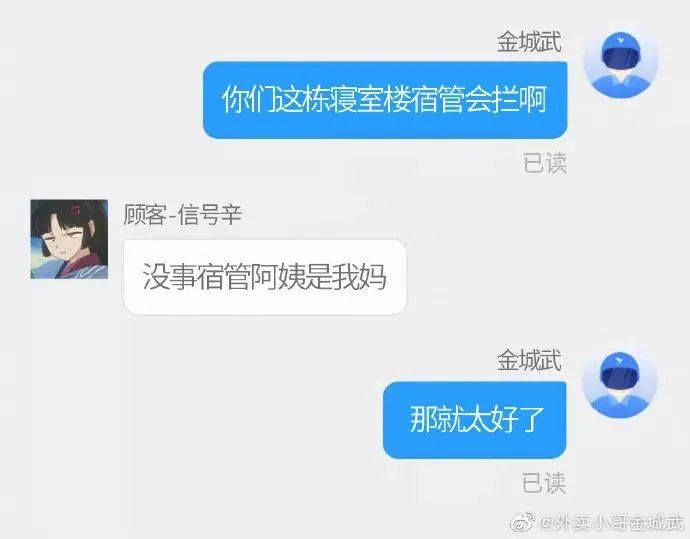 金城武
你们这栋寝室楼宿管会拦啊
已读
顾客-信号辛
没事宿管阿姨是我妈
金城武
那就太好了
已读
@外卖小哥金城武